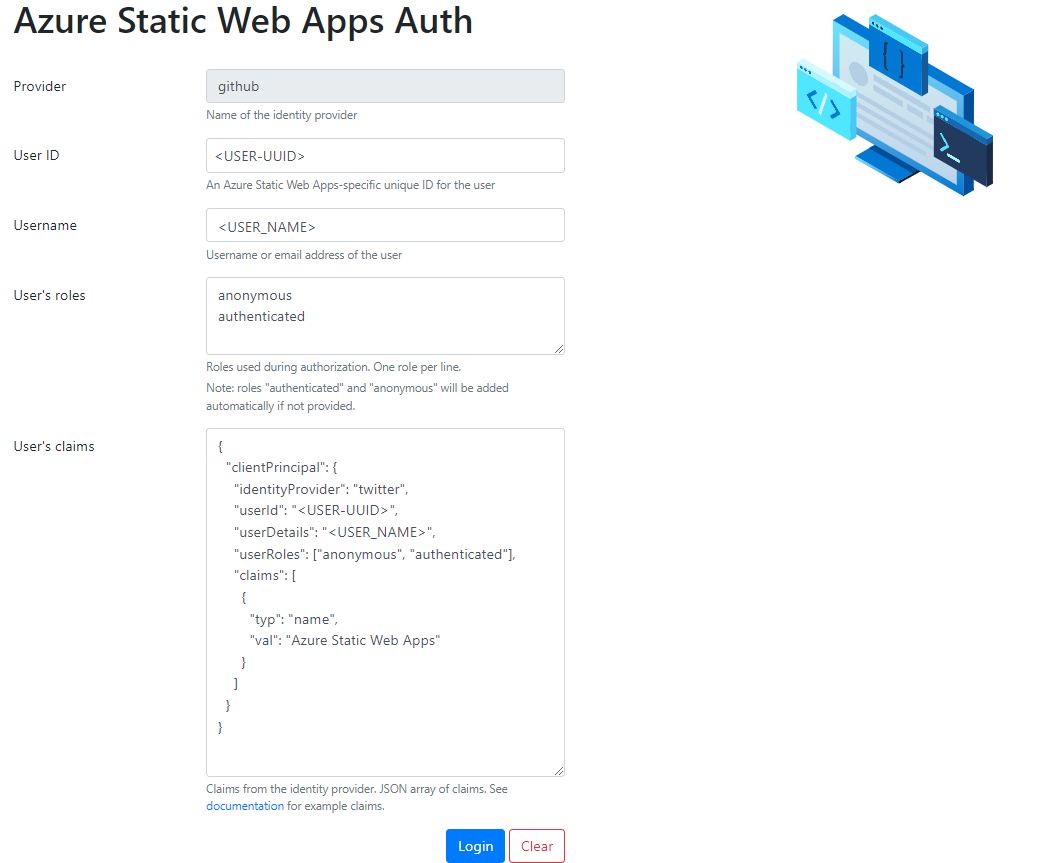 Azure Static Web Apps Auth
Provider
github
Name of the identity provider
User ID
<USER-UUID>
An Azure Static Web Apps-specific unique ID for the user
Username
<USER_NAME>
Username or email address of the user
User's roles
anonymous
authenticated
Roles used during authorization. One role per line.
Note: roles "authenticated" and "anonymous" will be added
automatically if not provided.
User's claims
{
"clientPrincipal": {
"identityProvider": "twitter",
"userId": "<USER-UUID>",
"userDetails": "<USER_NAME>",
"userRoles": ["anonymous", "authenticated"],
"claims": [
{
"typ": "name",
"val": "Azure Static Web Apps"
}
]
}
}
Claims from the identity provider. JSON array of claims. See
documentation for example claims.
Login Clear